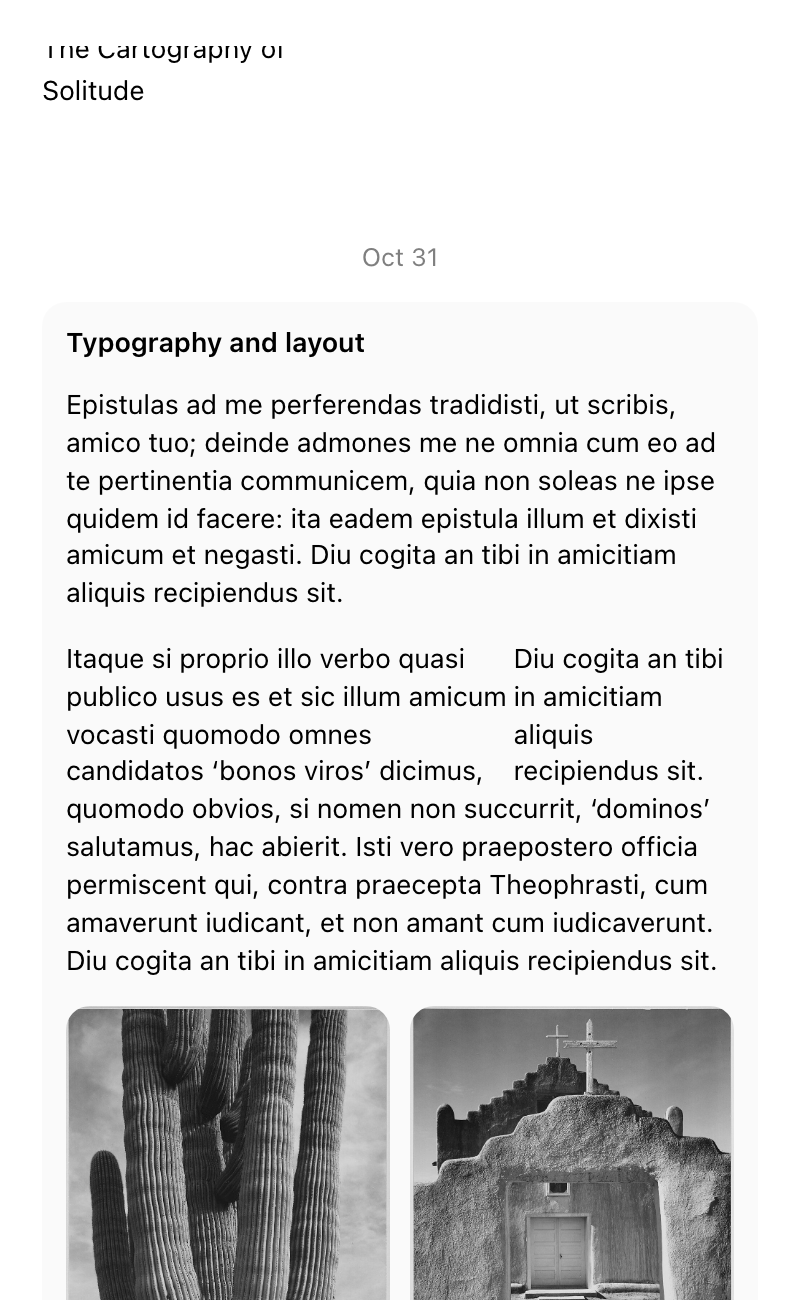 The Cartography of
Solitude
Oct 31
Typography and layout
Epistulas ad me perferendas tradidisti, ut scribis,
amico tuo; deinde admones me ne omnia cum eo ad
te pertinentia communicem, quia non soleas ne ipse
quidem id facere: ita eadem epistula illum et dixisti
amicum et negasti. Diu cogita an tibi in amicitiam
aliquis recipiendus sit.
Itaque si proprio illo verbo quasi
publico usus es et sic illum amicum
vocasti quomodo omnes
candidatos ‘bonos viros’ dicimus,
Diu cogita an tibi
in amicitiam
aliquis
recipiendus sit.
quomodo obvios, si nomen non succurrit, ‘dominos’
salutamus, hac abierit. Isti vero praepostero officia
permiscent qui, contra praecepta Theophrasti, cum
amaverunt iudicant, et non amant cum iudicaverunt.
Diu cogita an tibi in amicitiam aliquis recipiendus sit.